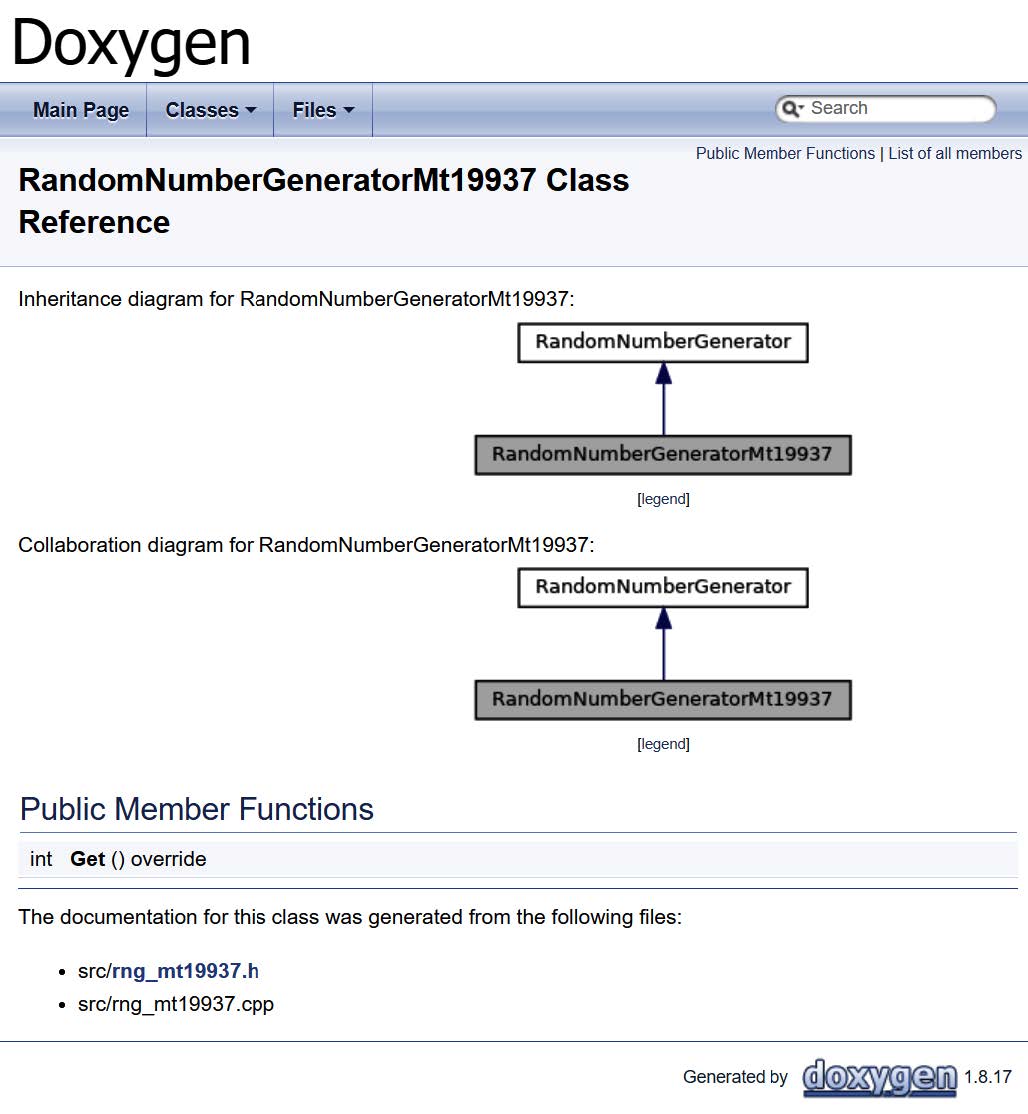 Doxygen
Main Page Classes Files Search
Public Member Functions | List of all members
RandomNumberGeneratorMt19937 Class
Reference
Inheritance diagram for RandomNumberGeneratorMt19937:
RandomNumberGenerator
RandomNumberGeneratorMt19937
[legend]
Collaboration diagram for RandomNumberGeneratorMt19937:
RandomNumberGenerator
RandomNumberGeneratorMt19937
[legend]
Public Member Functions
int Get () override
The documentation for this class was generated from the following files:
• src/rng_mt19937.h
• src/rng_mt19937.cpp
Generated by doxygen 1.8.17